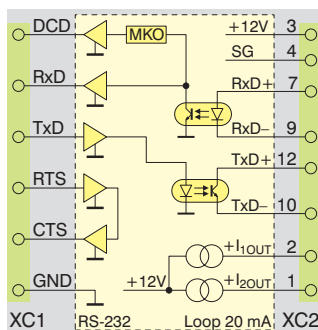 DCD
RxD
TxD
RTS
CTS
GND
XC1
MKO
+12V
RS-232
Loop 20 mA
+12V 3
SG 4
RxD+ 7
RxD– 9
TxD+ 12
TxD– 10
+I1OUT 2
+I2OUT 1
XC2